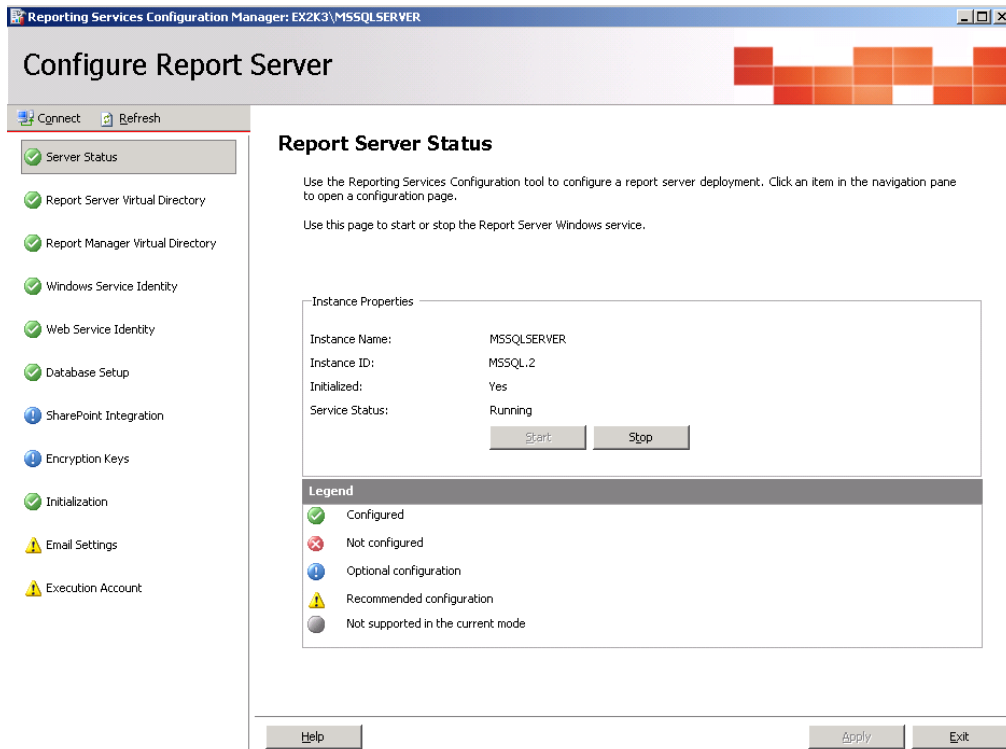 Reporting Services Configuration Manager: EX2K3\MSSQLSERVER
Configure Report Server
Connect Refresh
Server Status
Report Server Virtual Directory
Report Manager Virtual Directory
Windows Service Identity
Web Service Identity
Database Setup
SharePoint Integration
Encryption Keys
Initialization
Email Settings
Execution Account
Report Server Status
Use the Reporting Services Configuration tool to configure a report server deployment. Click an item in the navigation pane
to open a configuration page.
Use this page to start or stop the Report Server Windows service.
Instance Properties
Instance Name: MSSQLSERVER
Instance ID: MSSQL.2
Initialized: Yes
Service Status: Running
Start Stop
Legend
Configured
Not configured
Optional configuration
Recommended configuration
Not supported in the current mode
Help Apply Exit